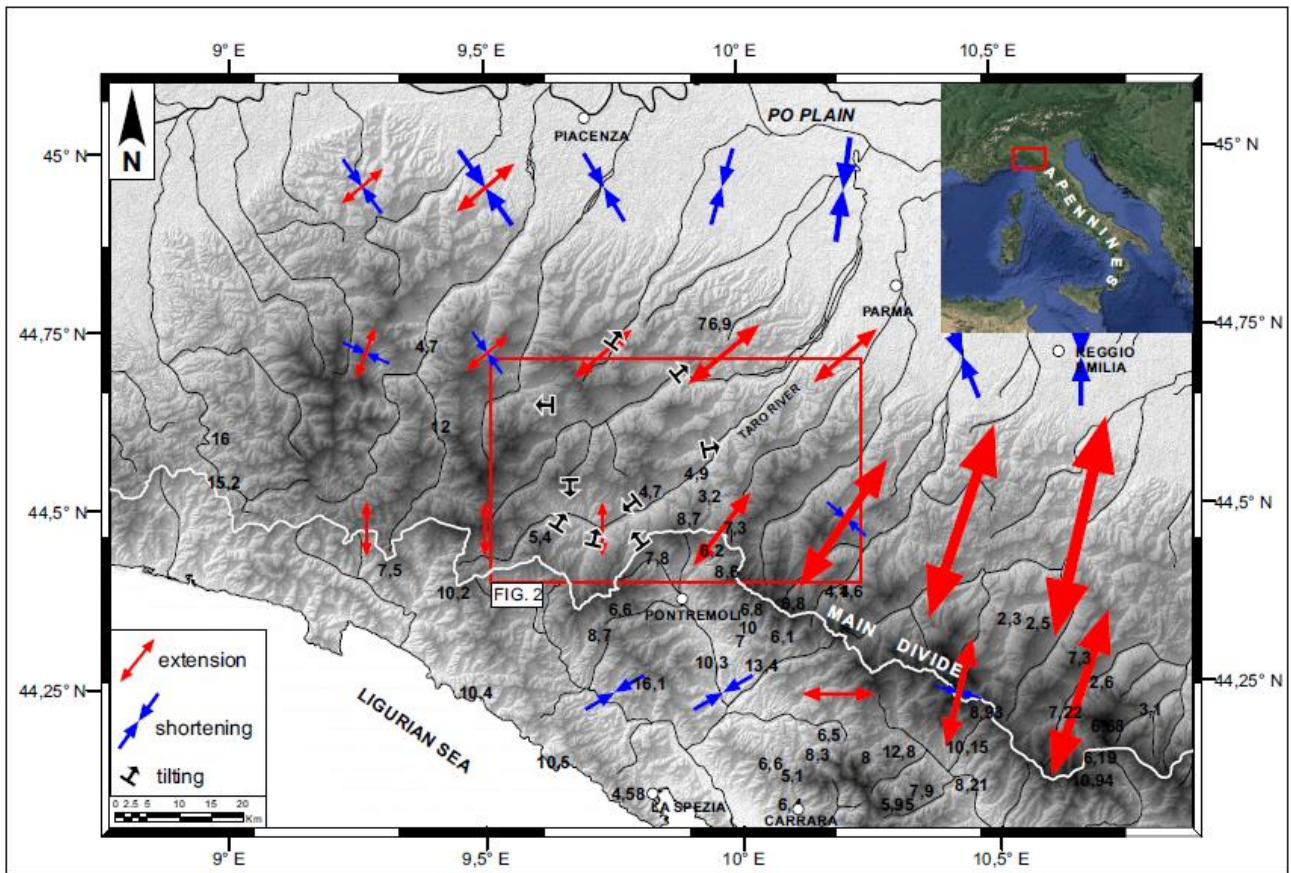 9° E
9,5° E
10° E
10,5° E
45° N
44,75° N
44,5° N
44,25° N
N
PIACENZA
PO PLAIN
APENNINES
45° N
PARMA
44,75° N
REGGIO
EMILIA
76,9
4,7
TARO RIVER
12
16
15,2
4,9
3,2
4,7
8,7
7,3
44,5° N
5,4
6,2
7,8
8,6
7,5
10,2
FIG. 2
PONTREMOLI
6,6
6,8
10
7
6,1
8,7
MAIN DIVIDE
2,3
2,5
7,3
2,6
3,1
10,3
13,4
16,1
10,4
44,25° N
8,93
7,22
6,68
6,19
10,94
10,15
8,21
6,5
8,3
12,8
8
6,6
5,1
7,9
5,95
10,5
4,58
LA SPEZIA
CARRARA
LIGURIAN SEA
extension
shortening
tilting
0 2.5 5 10 15 20
Km
9° E
9,5° E
10° E
10,5° E